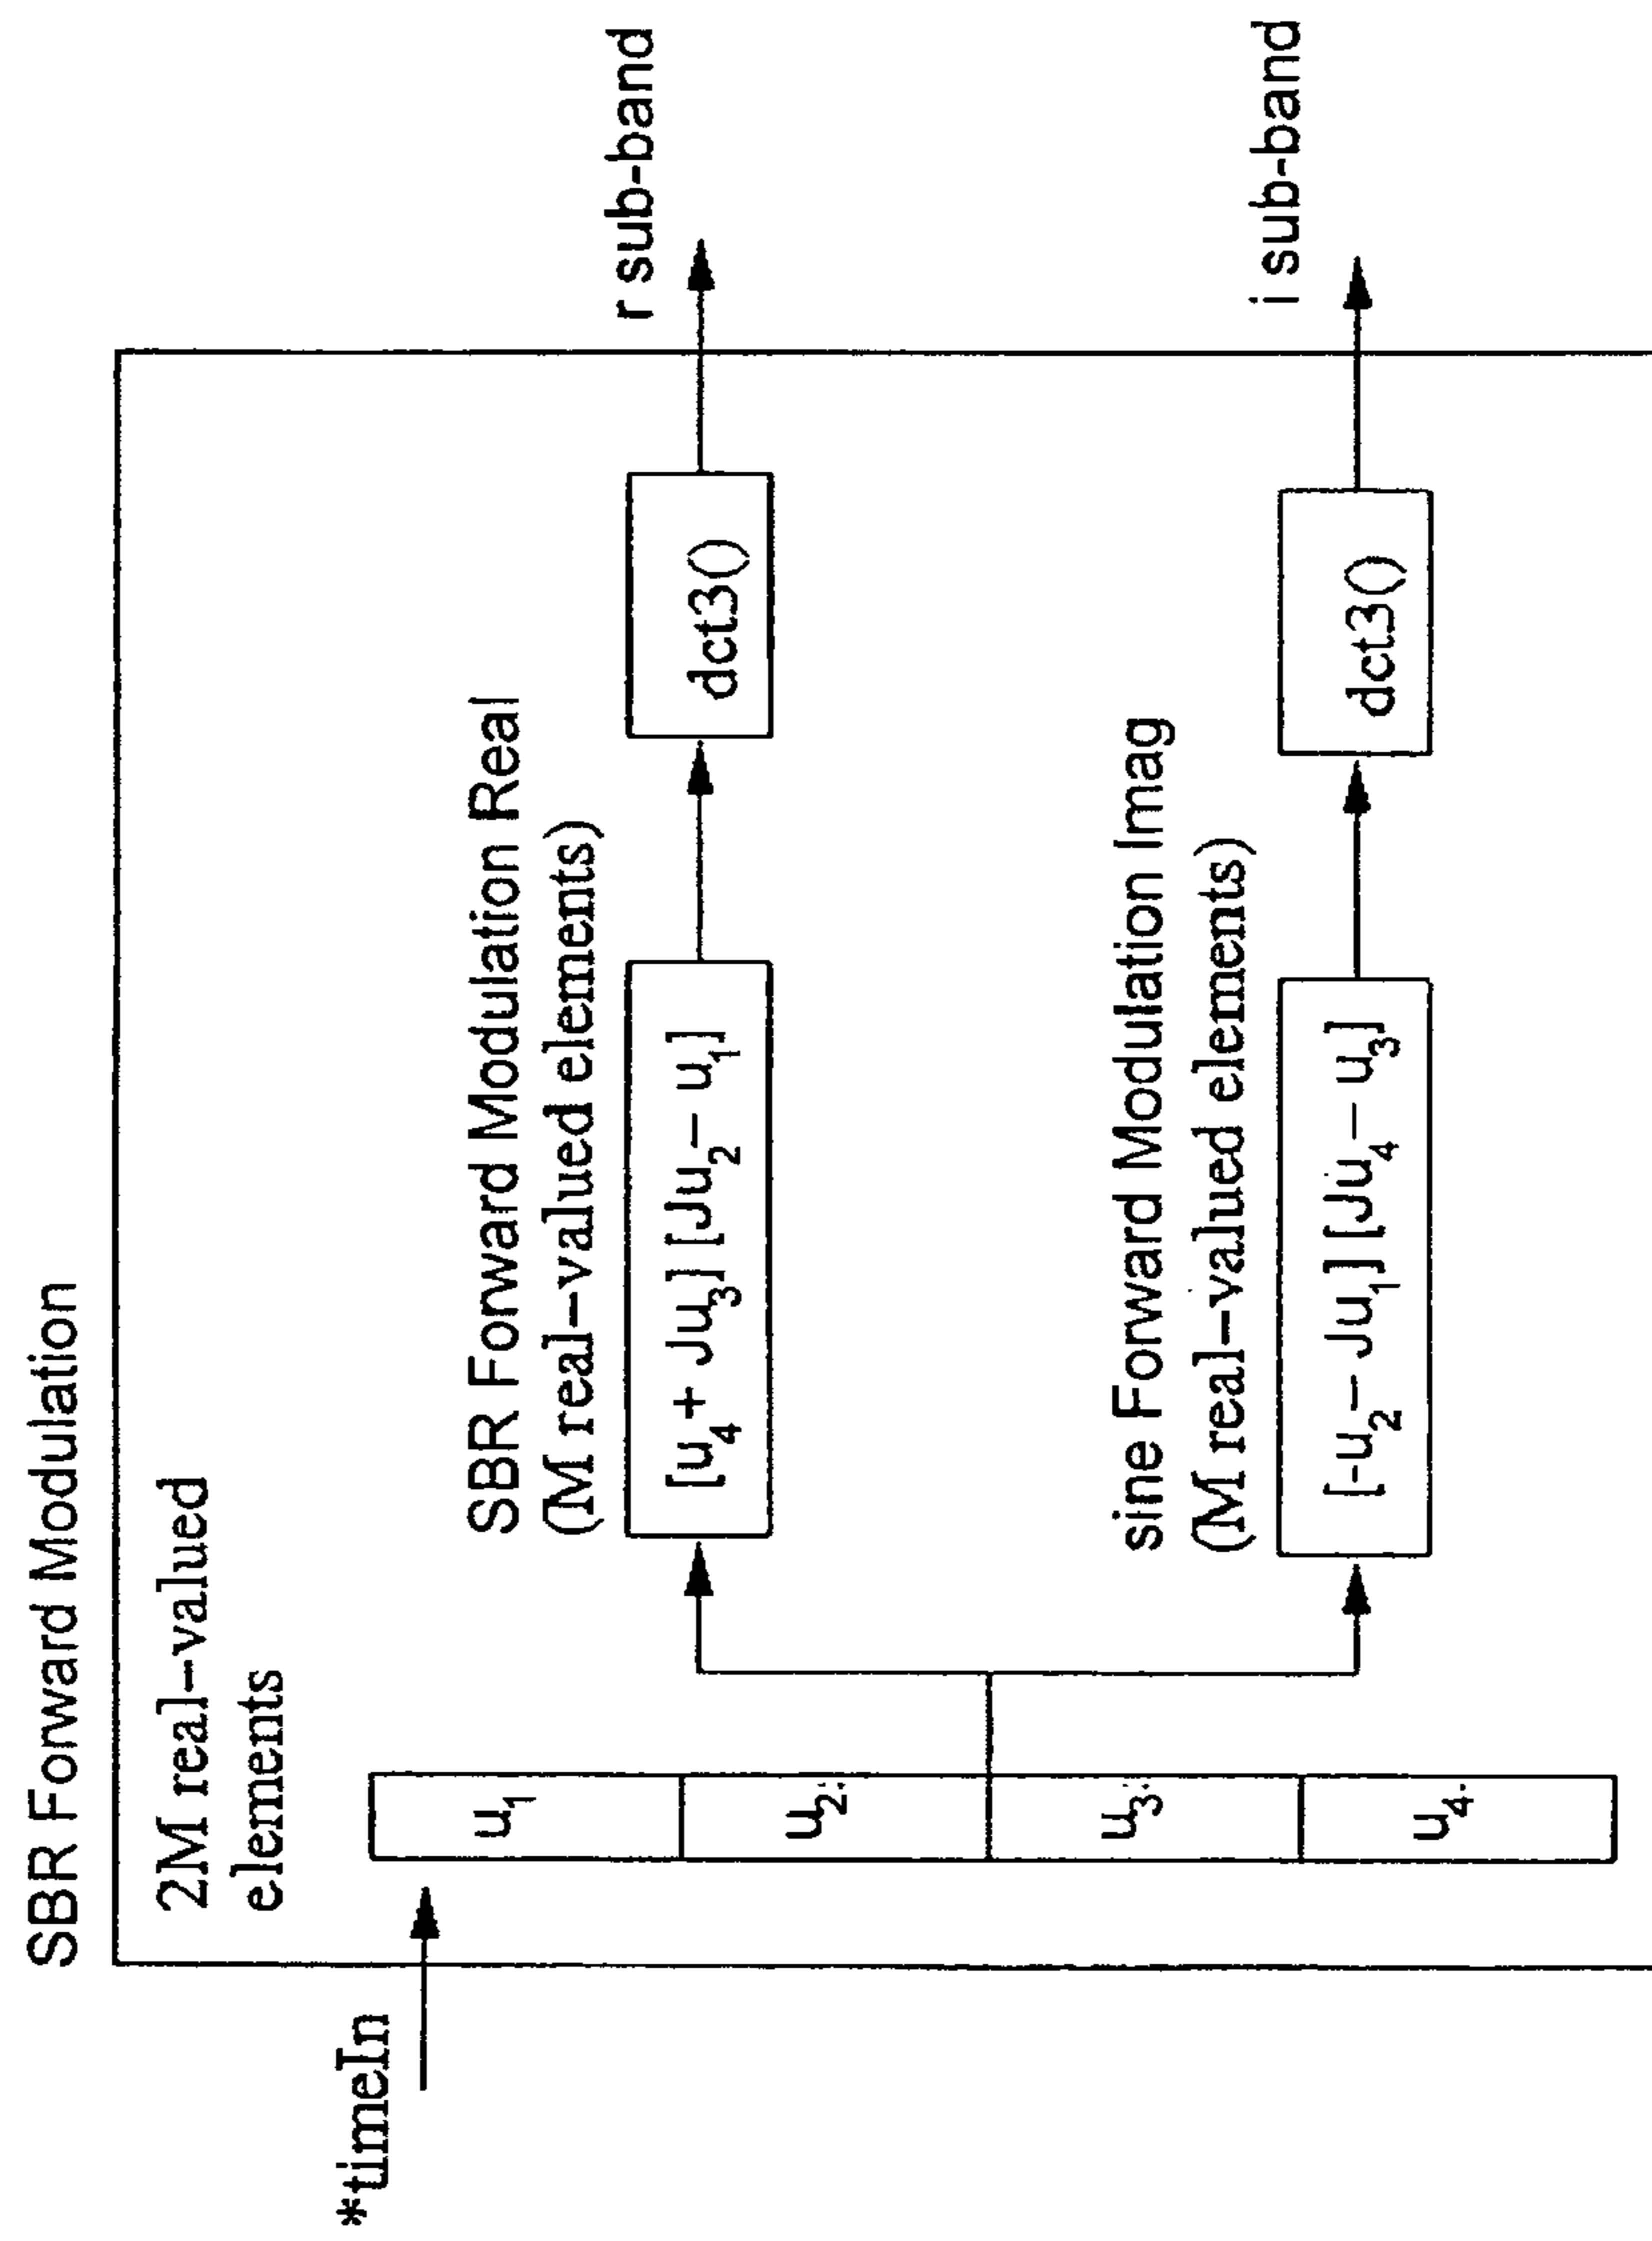 SBR Forward Modulation
*timeIn
2M real-valued
elements
u1
u2
u3
u4
SBR Forward Modulation Real
(M real-valued elements)
[u4 + Ju3] [Ju2 - u1]
dct3()
r sub-band
sine Forward Modulation Imag
(M real-valued elements)
[-u2 - Ju1] [Ju4 - u3]
dct3()
i sub-band